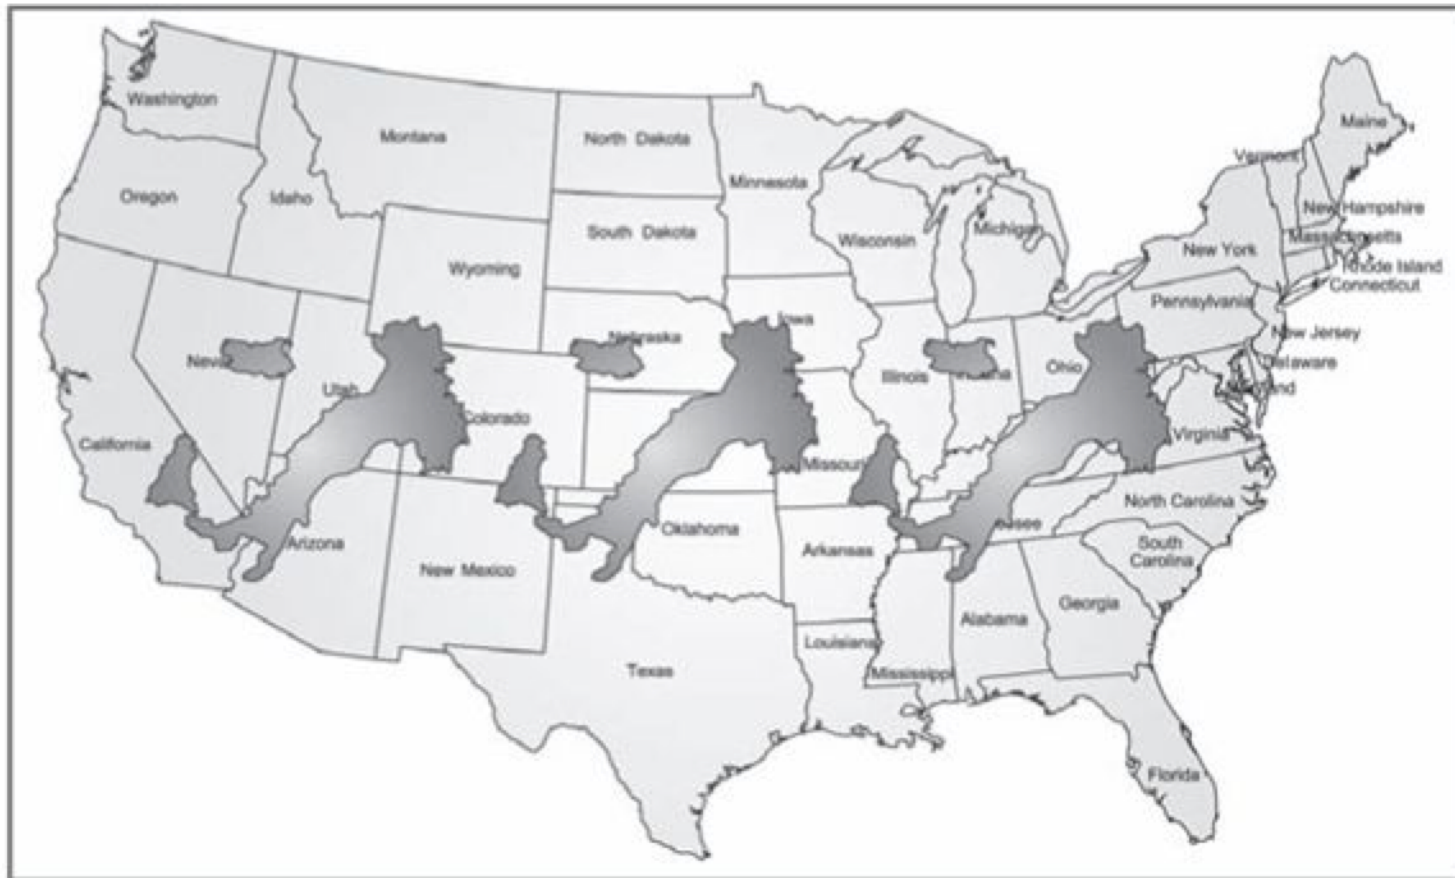 Washington
Montana
North Dakota
Minnesota
Maine
Vermont
Oregon
Idaho
South Dakota
Wisconsin
Michigan
New Hampshire
New York
Massachusetts
Wyoming
Rhode Island
Connecticut
Pennsylvania
Iowa
Nebraska
New Jersey
Utah
Illinois
Ohio
Delaware
California
Colorado
Missouri
Virginia
North Carolina
Arizona
New Mexico
Oklahoma
Arkansas
South
Carolina
Georgia
Alabama
Louisiana
Mississippi
Texas
Florida